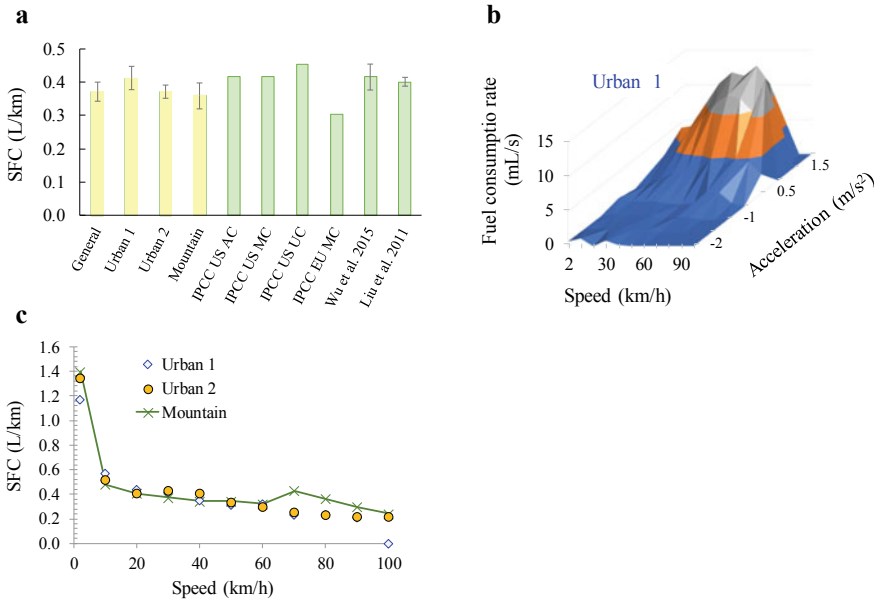 a
SFC (L/km)
0.5
0.4
0.3
0.2
0.1
0.0
General
Urban 1
Urban 2
Mountain
IPCC US AC
IPCC US MC
IPCC US UC
IPCC EU MC
Wu et al. 2015
Liu et al. 2011
b
Urban 1
Fuel consumptio rate
(mL/s)
15
10
5
0
2 30 60 90
Speed (km/h)
-2
-1
0.5
1.5
Acceleration (m/s²)
c
SFC (L/km)
1.6
1.4
1.2
1.0
0.8
0.6
0.4
0.2
0.0
Urban 1
Urban 2
Mountain
0 20 40 60 80 100
Speed (km/h)